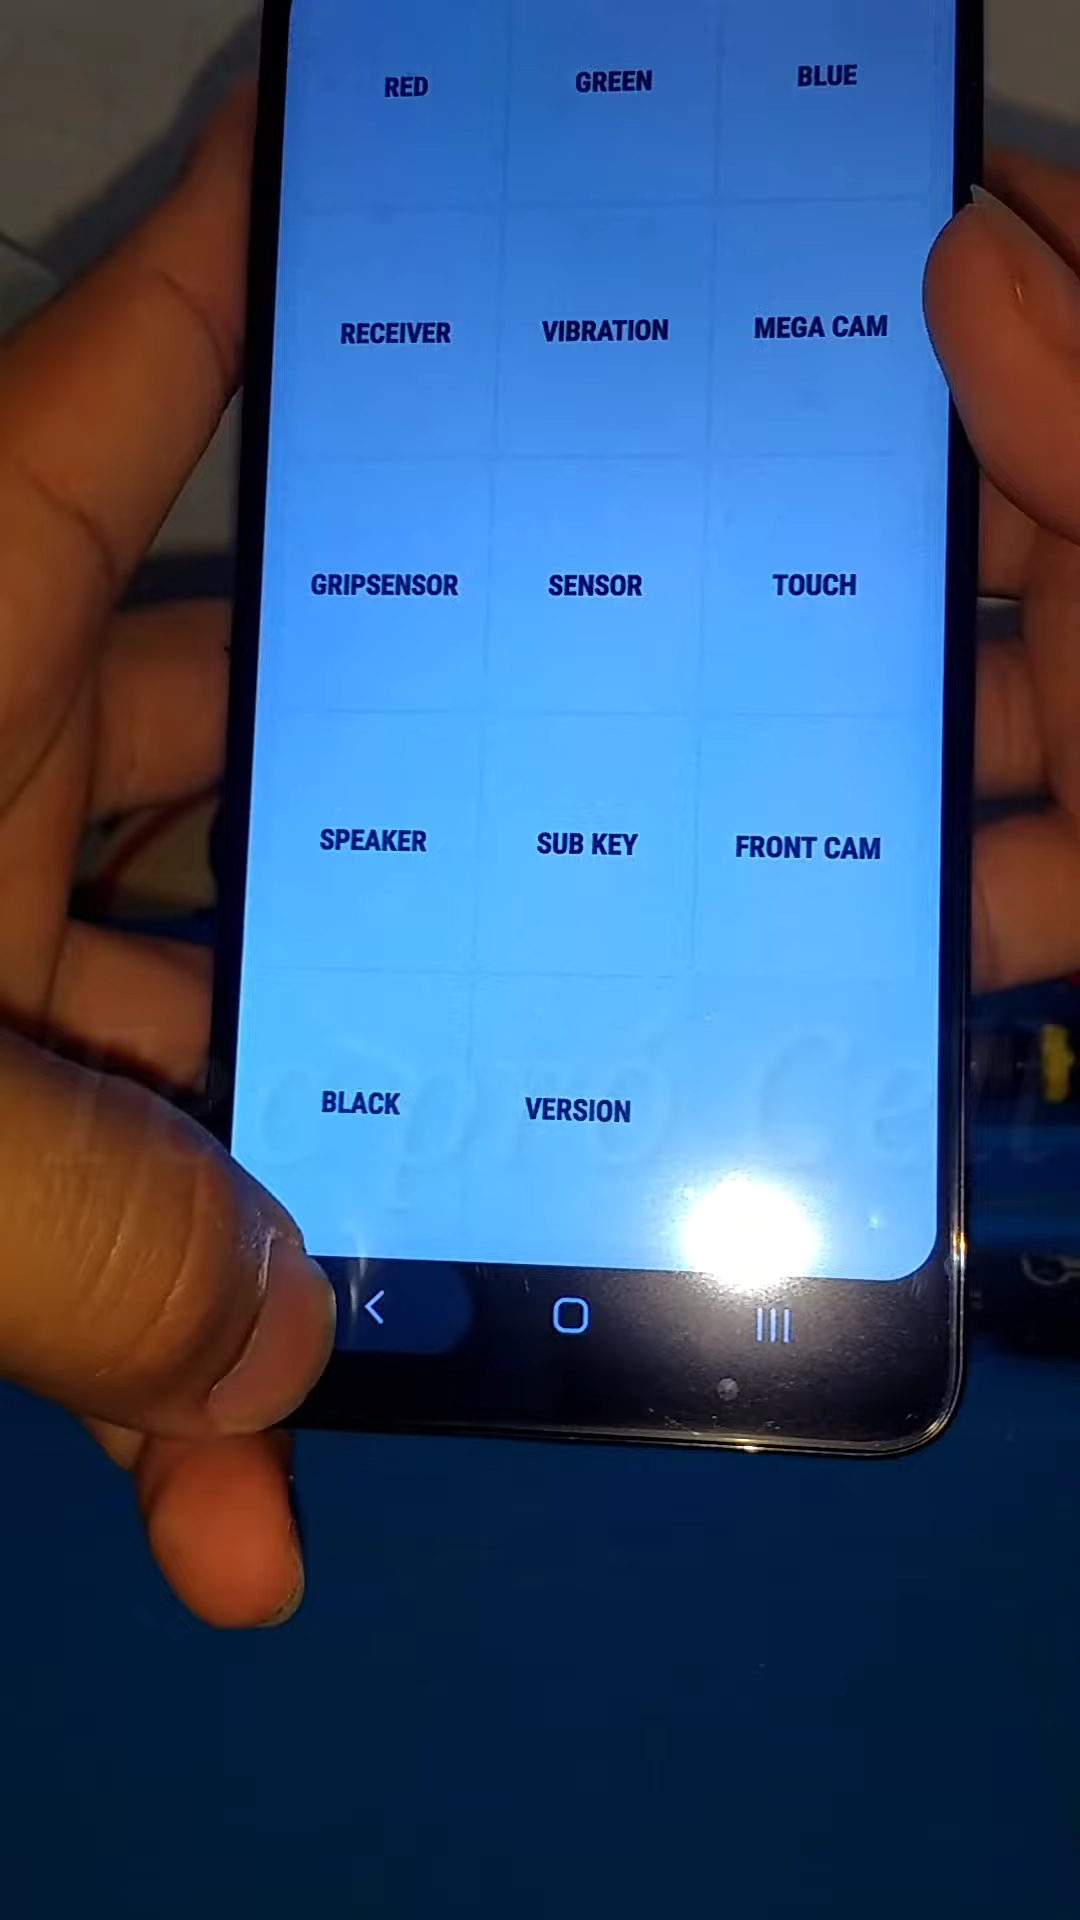 RED GREEN BLUE
RECEIVER VIBRATION MEGA CAM
GRIPSENSOR SENSOR TOUCH
SPEAKER SUB KEY FRONT CAM
BLACK VERSION